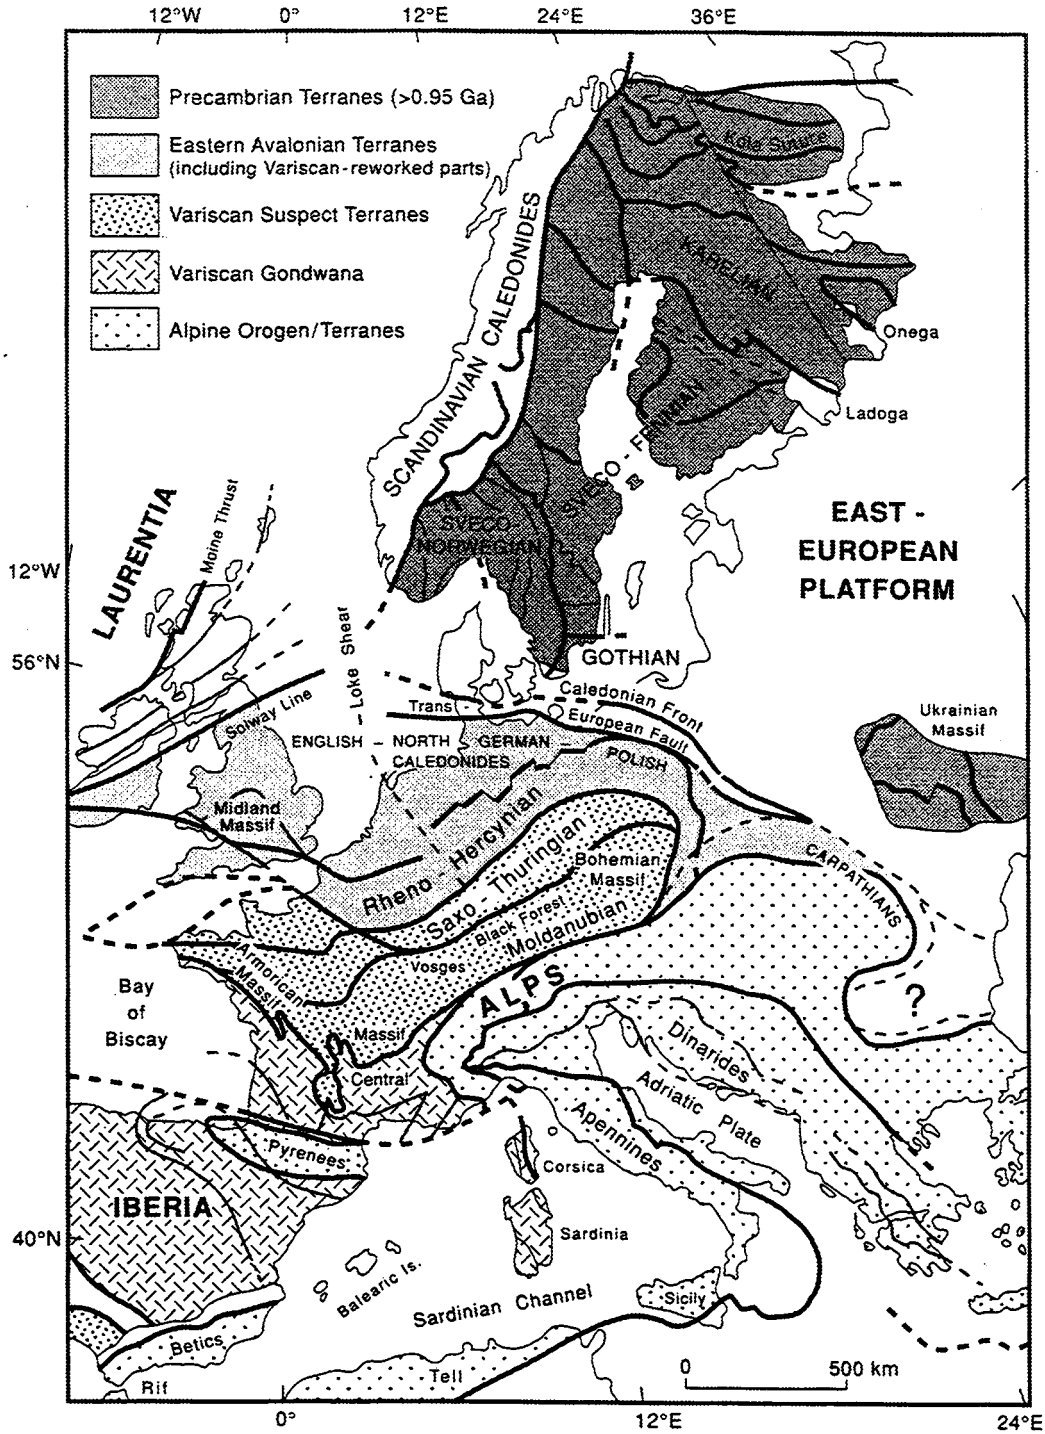 12°W 0° 12°E 24°E 36°E
Precambrian Terranes (>0.95 Ga)
Eastern Avalonian Terranes
(including Variscan-reworked parts)
Variscan Suspect Terranes
Variscan Gondwana
Alpine Orogen/Terranes
Kola Suture
KARELIAN
Onega
Ladoga
SCANDINAVIAN CALEDONIDES
SVECO - FENNIAN
SVECO-
NORWEGIAN
EAST -
EUROPEAN
PLATFORM
LAURENTIA
Moine Thrust
12°W
56°N
Loke Shear
GOTHIAN
Solway Line
Trans -
Caledonian Front
European Fault
ENGLISH - NORTH GERMAN
CALEDONIDES
POLISH
Ukrainian
Massif
Midland
Massif
Rheno - Hercynian
Saxo - Thuringian
Bohemian
Massif
Black Forest
Moldanubian
Vosges
CARPATHIANS
Armorican
Massif
ALPS
Bay
of
Biscay
?
Massif
Central
Dinarides
Adriatic Plate
Apennines
Pyrenees
Corsica
IBERIA
Sardinia
40°N
Balearic Is.
Sardinian Channel
Sicily
Betics
Rif
Tell
0 500 km
0° 12°E 24°E